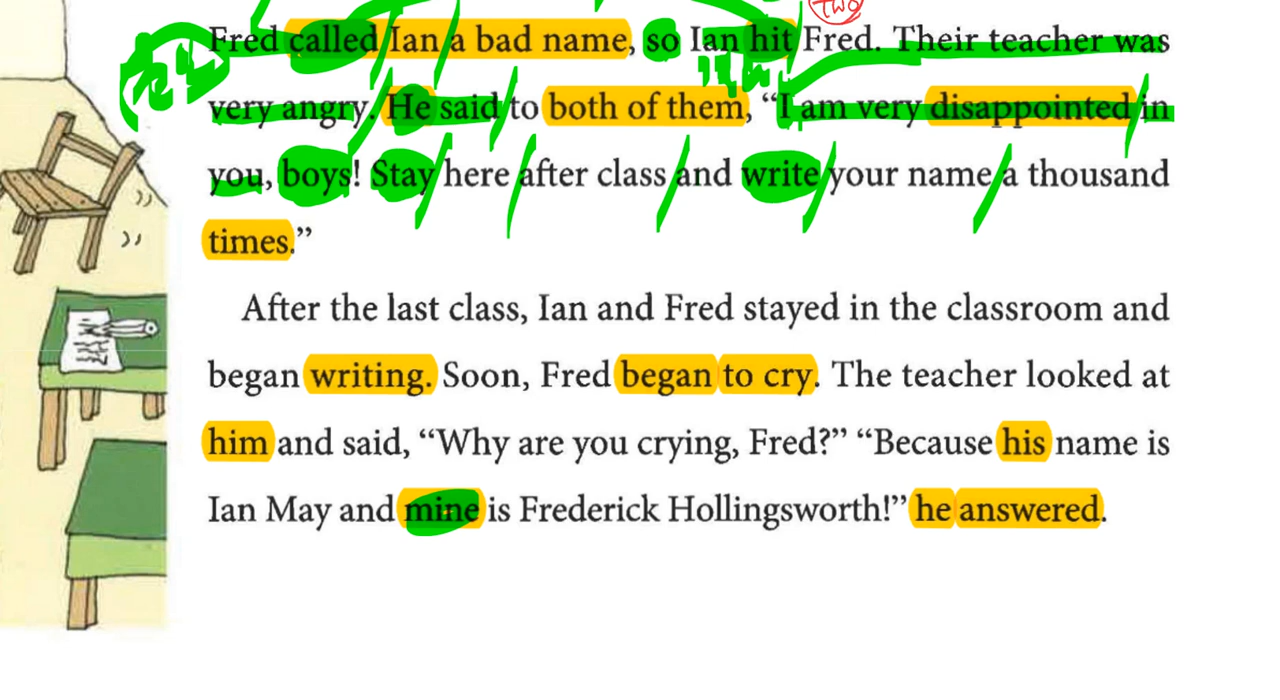 two
Fred called Ian a bad name, so Ian hit Fred. Their teacher was
very angry. He said to both of them, “I am very disappointed in
you, boys! Stay here after class and write your name a thousand
times.”
After the last class, Ian and Fred stayed in the classroom and
began writing. Soon, Fred began to cry. The teacher looked at
him and said, “Why are you crying, Fred?” “Because his name is
Ian May and mine is Frederick Hollingsworth!” he answered.